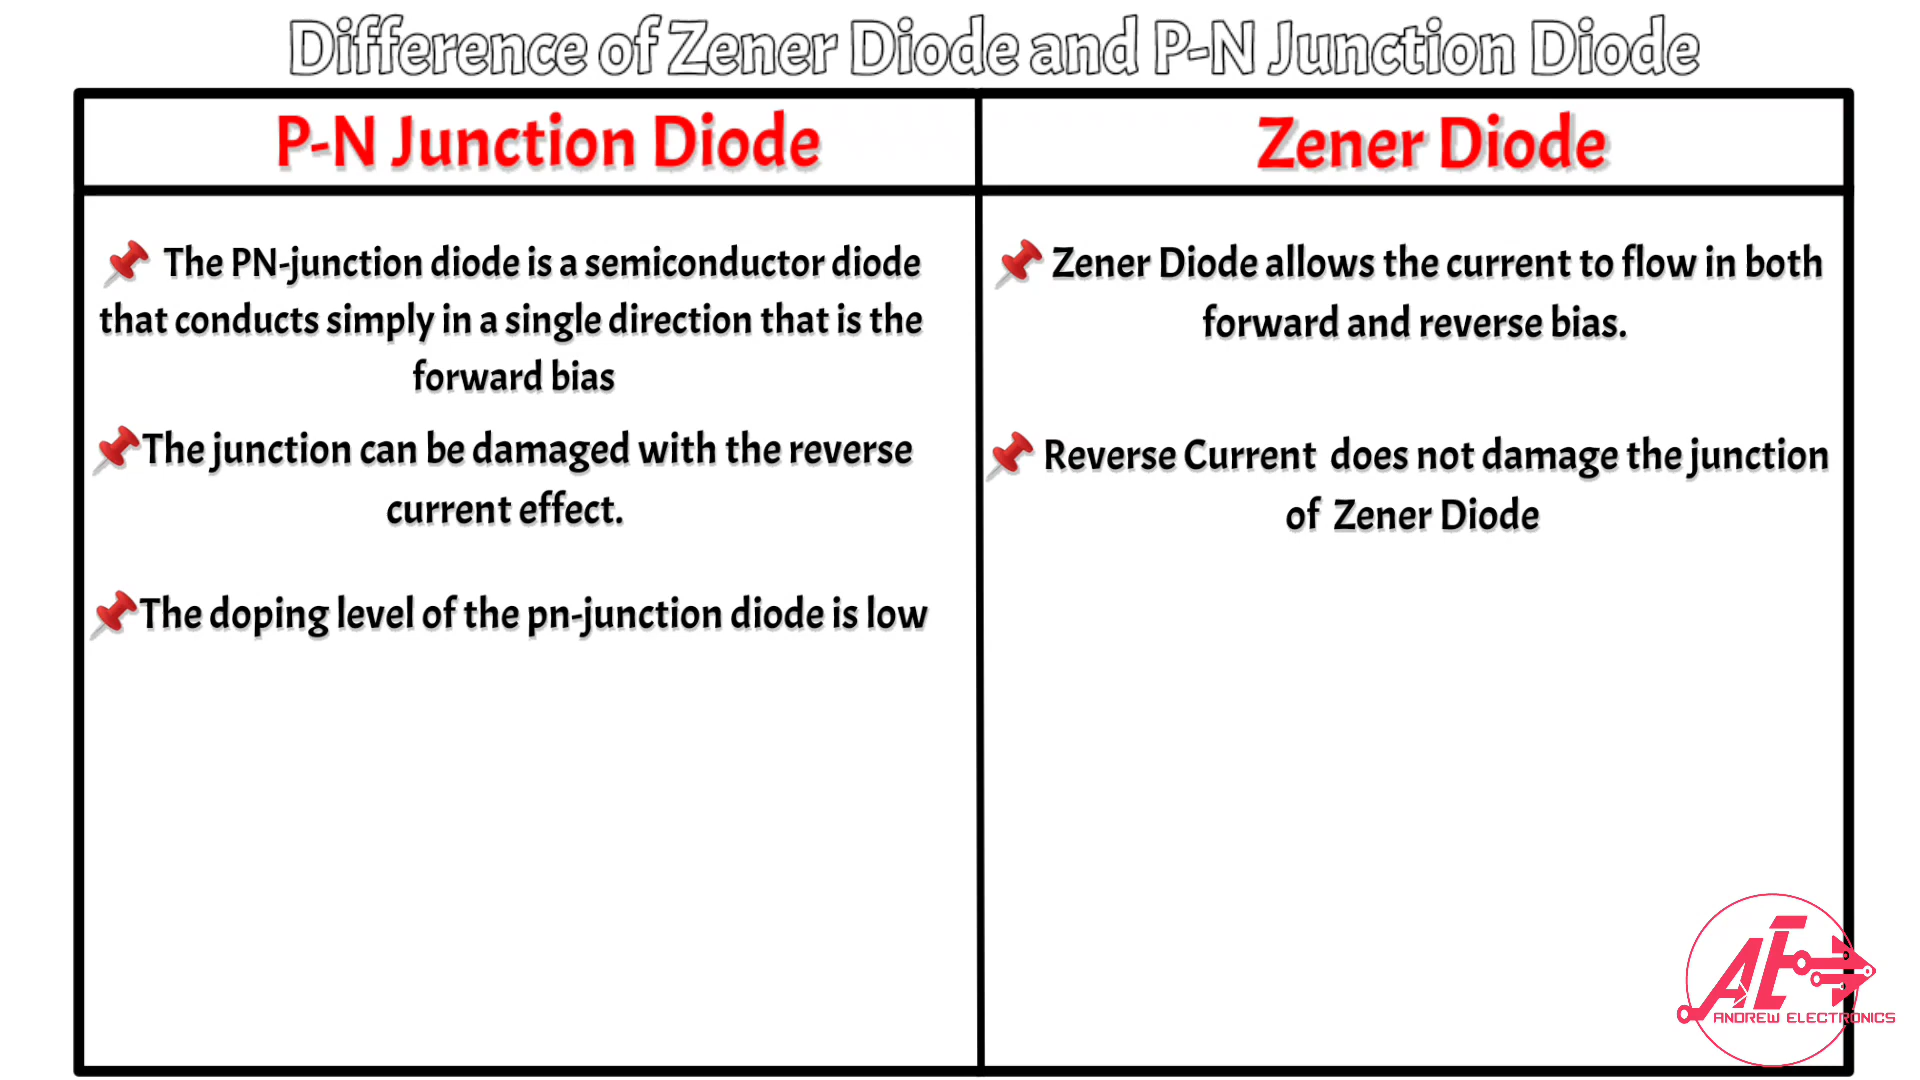 Difference of Zener Diode and P-N Junction Diode
P-N Junction Diode
Zener Diode
The PN-junction diode is a semiconductor diode
that conducts simply in a single direction that is the
forward bias
The junction can be damaged with the reverse
current effect.
The doping level of the pn-junction diode is low
Zener Diode allows the current to flow in both
forward and reverse bias.
Reverse Current does not damage the junction
of Zener Diode
AE
ANDREW ELECTRONICS